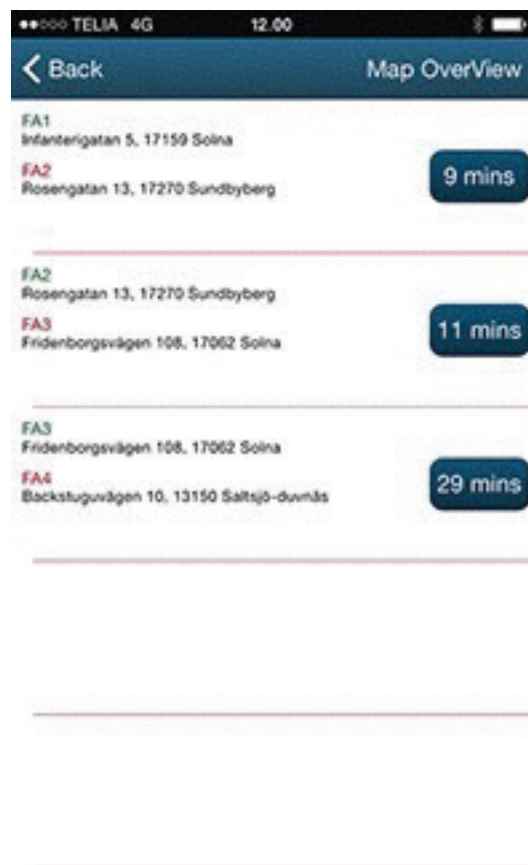 TELIA 4G 12.00
Back Map OverView
FA1
Infanterigatan 5, 17159 Solna
FA2
Rosengatan 13, 17270 Sundbyberg
9 mins
FA2
Rosengatan 13, 17270 Sundbyberg
FA3
Fridenborgsvägen 108, 17062 Solna
11 mins
FA3
Fridenborgsvägen 108, 17062 Solna
FA4
Backstuguvägen 10, 13150 Saltsjö-duvnäs
29 mins